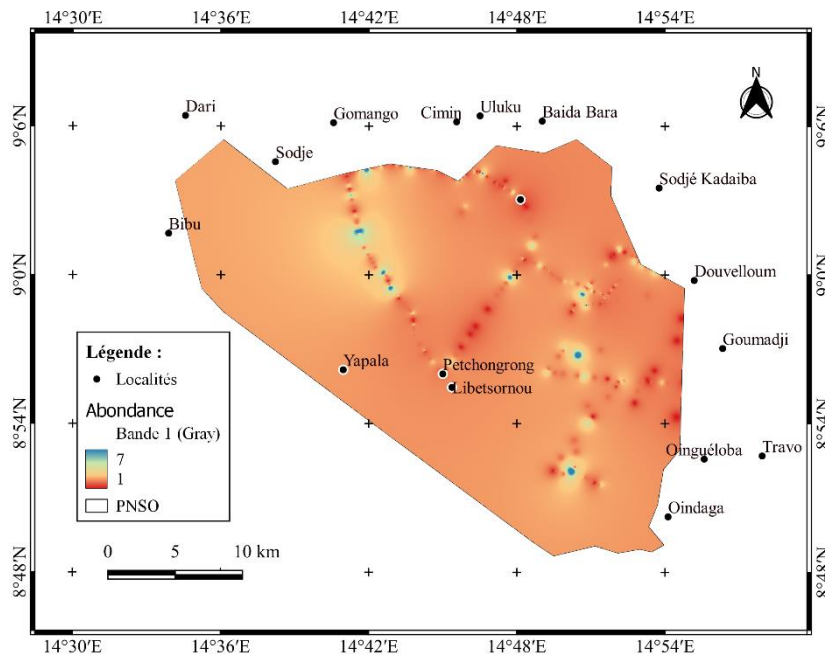 14°30′E 14°36′E 14°42′E 14°48′E 14°54′E
N
Dari
Gomango
Cimin
Uluku
Baida Bara
9°6′N
9°6′N
Sodje
Sodjé Kadaiba
Bibu
9°0′N
9°0′N
Douvelloum
Goumadji
Yapala
Petchongrong
Libetsornou
Légende :
Localités
Abondance
Bande 1 (Gray)
7
1
PNSO
8°54′N
8°54′N
Oinguéloba
Travo
Oindaga
0 5 10 km
8°48′N
8°48′N
14°30′E 14°36′E 14°42′E 14°48′E 14°54′E